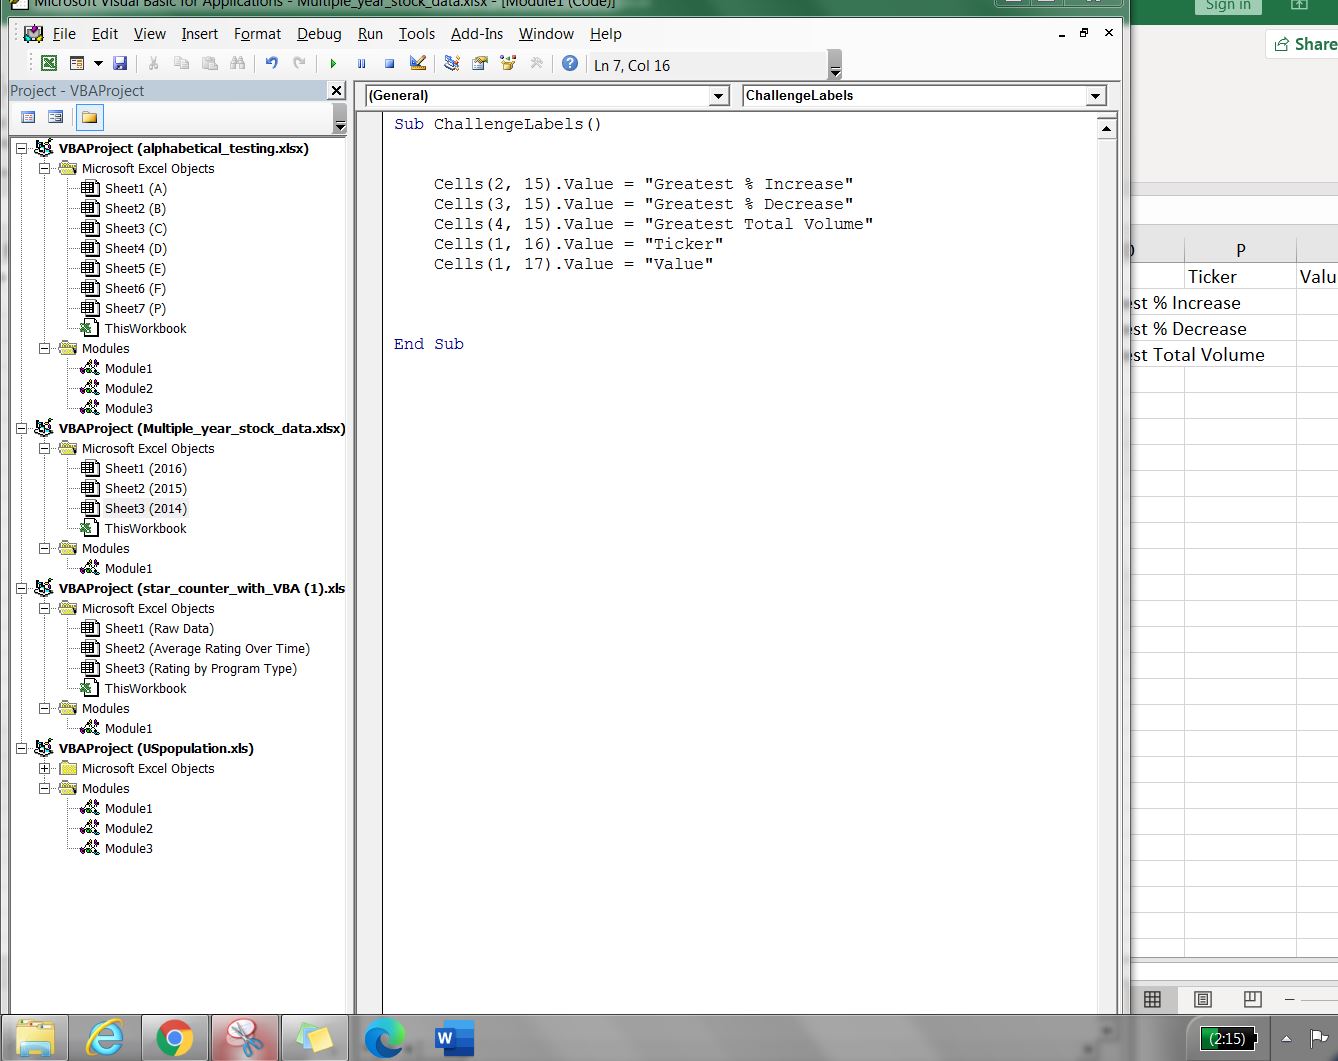 Microsoft Visual Basic for Applications - Multiple_year_stock_data.xlsx - [Module1 (Code)]
Sign in
File Edit View Insert Format Debug Run Tools Add-Ins Window Help
Share
Ln 7, Col 16
Project - VBAProject
(General)
ChallengeLabels
VBAProject (alphabetical_testing.xlsx)
Microsoft Excel Objects
Sheet1 (A)
Sheet2 (B)
Sheet3 (C)
Sheet4 (D)
Sheet5 (E)
Sheet6 (F)
Sheet7 (P)
ThisWorkbook
Modules
Module1
Module2
Module3
VBAProject (Multiple_year_stock_data.xlsx)
Microsoft Excel Objects
Sheet1 (2016)
Sheet2 (2015)
Sheet3 (2014)
ThisWorkbook
Modules
Module1
VBAProject (star_counter_with_VBA (1).xls
Microsoft Excel Objects
Sheet1 (Raw Data)
Sheet2 (Average Rating Over Time)
Sheet3 (Rating by Program Type)
ThisWorkbook
Modules
Module1
VBAProject (USpopulation.xls)
Microsoft Excel Objects
Modules
Module1
Module2
Module3
Sub ChallengeLabels()
Cells(2, 15).Value = "Greatest % Increase"
Cells(3, 15).Value = "Greatest % Decrease"
Cells(4, 15).Value = "Greatest Total Volume"
Cells(1, 16).Value = "Ticker"
Cells(1, 17).Value = "Value"
End Sub
P
Ticker Valu
est % Increase
est % Decrease
est Total Volume
W
(2:15)